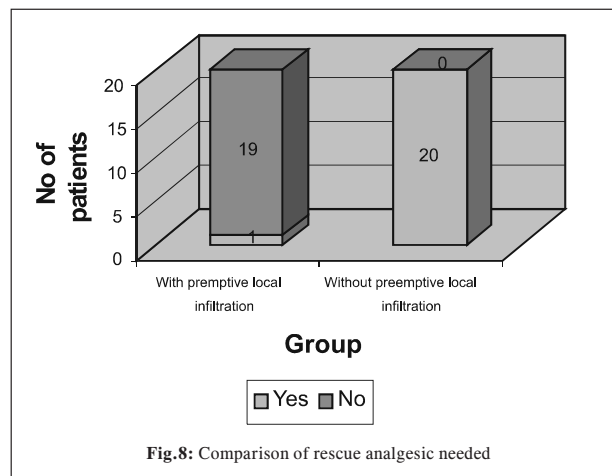 No of patients
20
15
10
5
0
19
1
0
20
With premptive local
infiltration
Without preemptive local
infiltration
Group
Yes No
Fig.8: Comparison of rescue analgesic needed